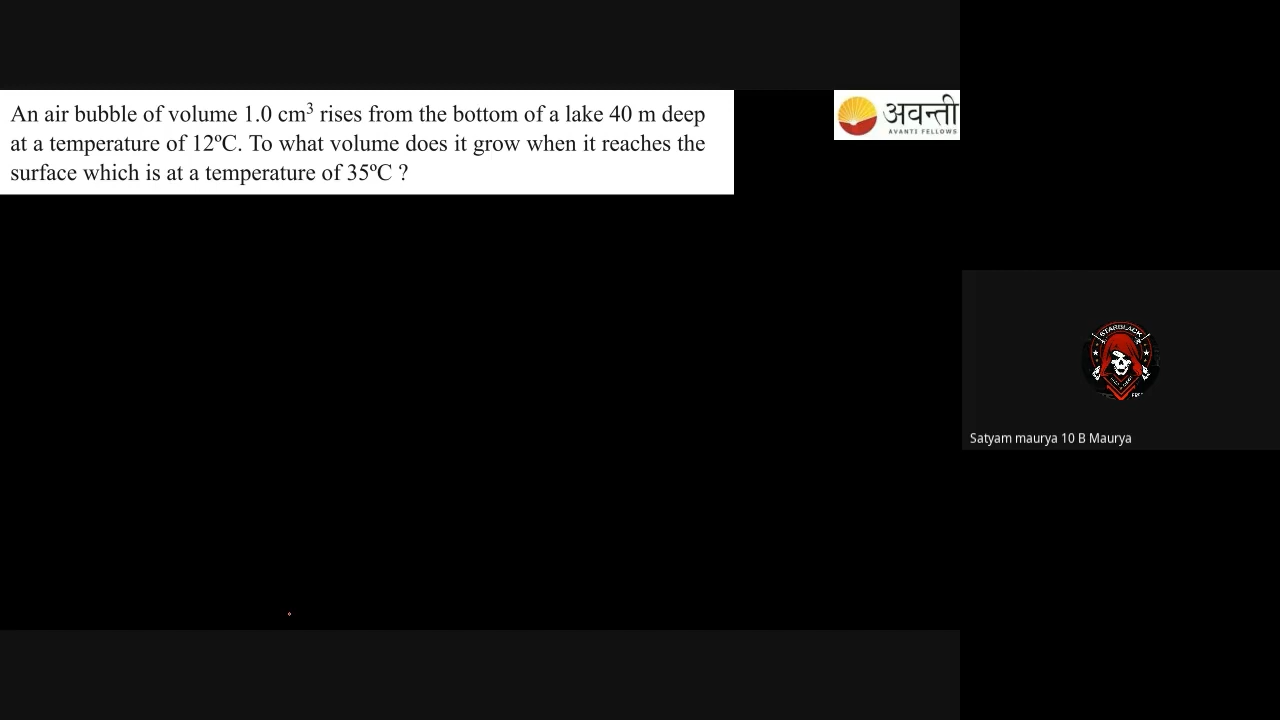 An air bubble of volume 1.0 cm³ rises from the bottom of a lake 40 m deep
at a temperature of 12ºC. To what volume does it grow when it reaches the
surface which is at a temperature of 35ºC ?
अवन्ती
AVANTI FELLOWS
STARBLACK
Satyam maurya 10 B Maurya